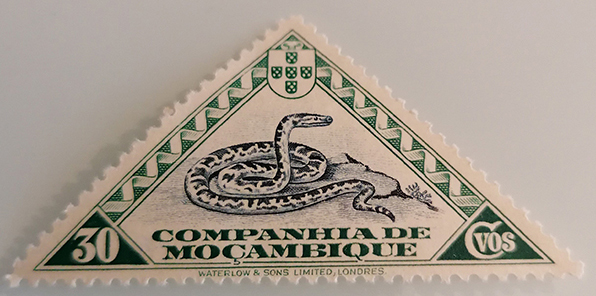 30
COMPANHIA DE
MOÇAMBIQUE
CVOS
WATERLOW & SONS LIMITED, LONDRES.